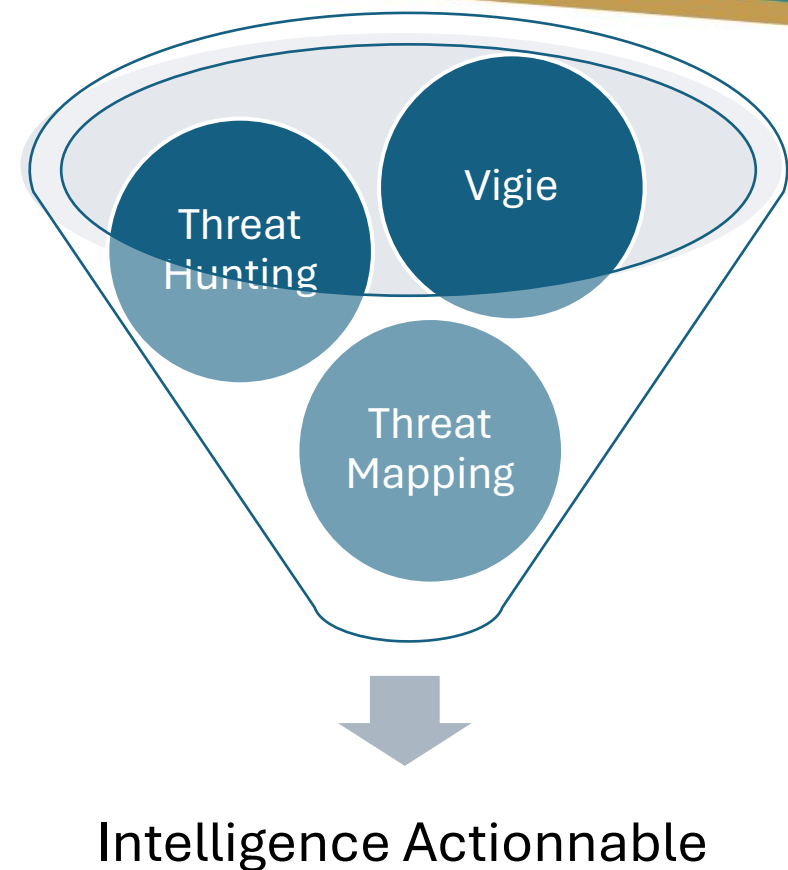 Vigie
Threat
Hunting
Threat
Mapping
Intelligence Actionnable